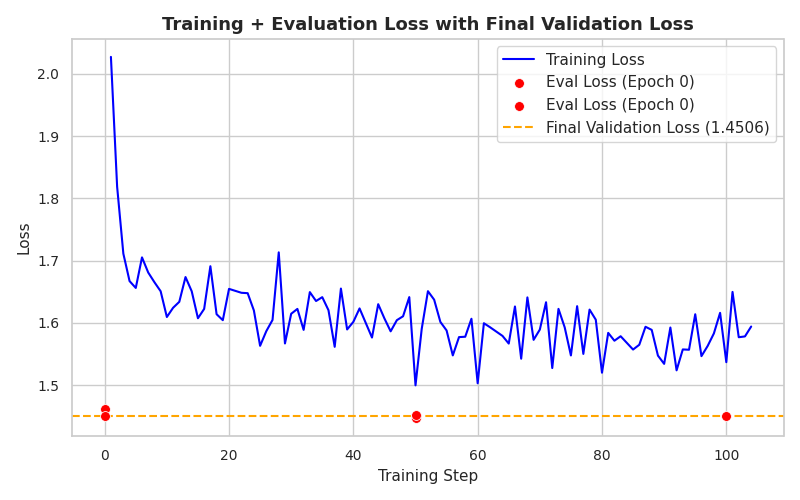 Training + Evaluation Loss with Final Validation Loss
Training Loss
Eval Loss (Epoch 0)
Eval Loss (Epoch 0)
Final Validation Loss (1.4506)
Loss
2.0
1.9
1.8
1.7
1.6
1.5
0 20 40 60 80 100
Training Step